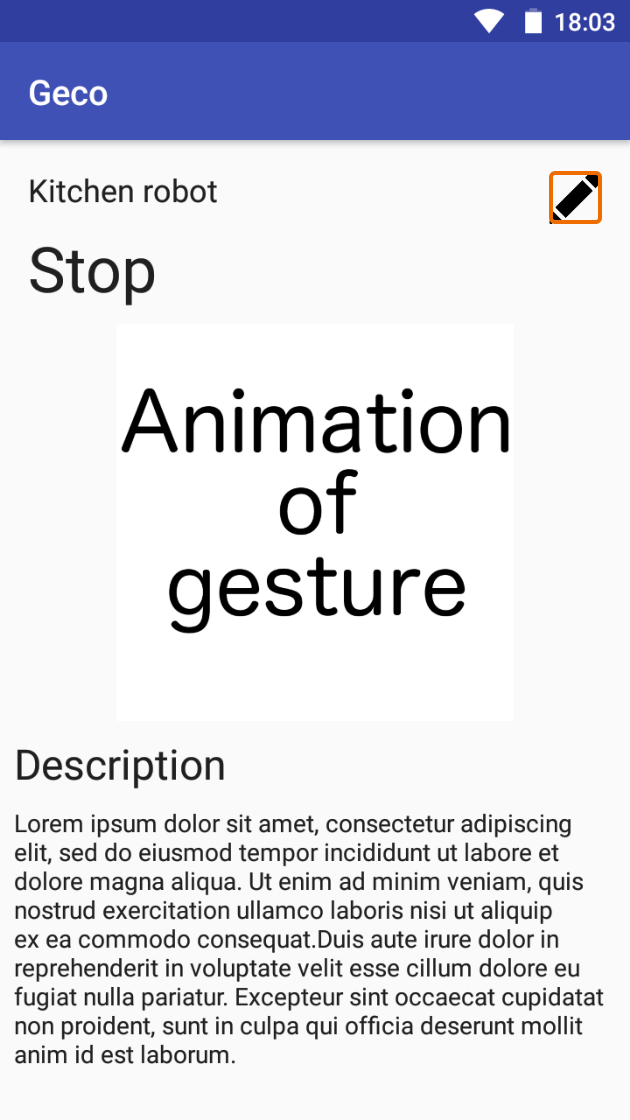 18:03
Geco
Kitchen robot
Stop
Animation
of
gesture
Description
Lorem ipsum dolor sit amet, consectetur adipiscing
elit, sed do eiusmod tempor incididunt ut labore et
dolore magna aliqua. Ut enim ad minim veniam, quis
nostrud exercitation ullamco laboris nisi ut aliquip
ex ea commodo consequat.Duis aute irure dolor in
reprehenderit in voluptate velit esse cillum dolore eu
fugiat nulla pariatur. Excepteur sint occaecat cupidatat
non proident, sunt in culpa qui officia deserunt mollit
anim id est laborum.